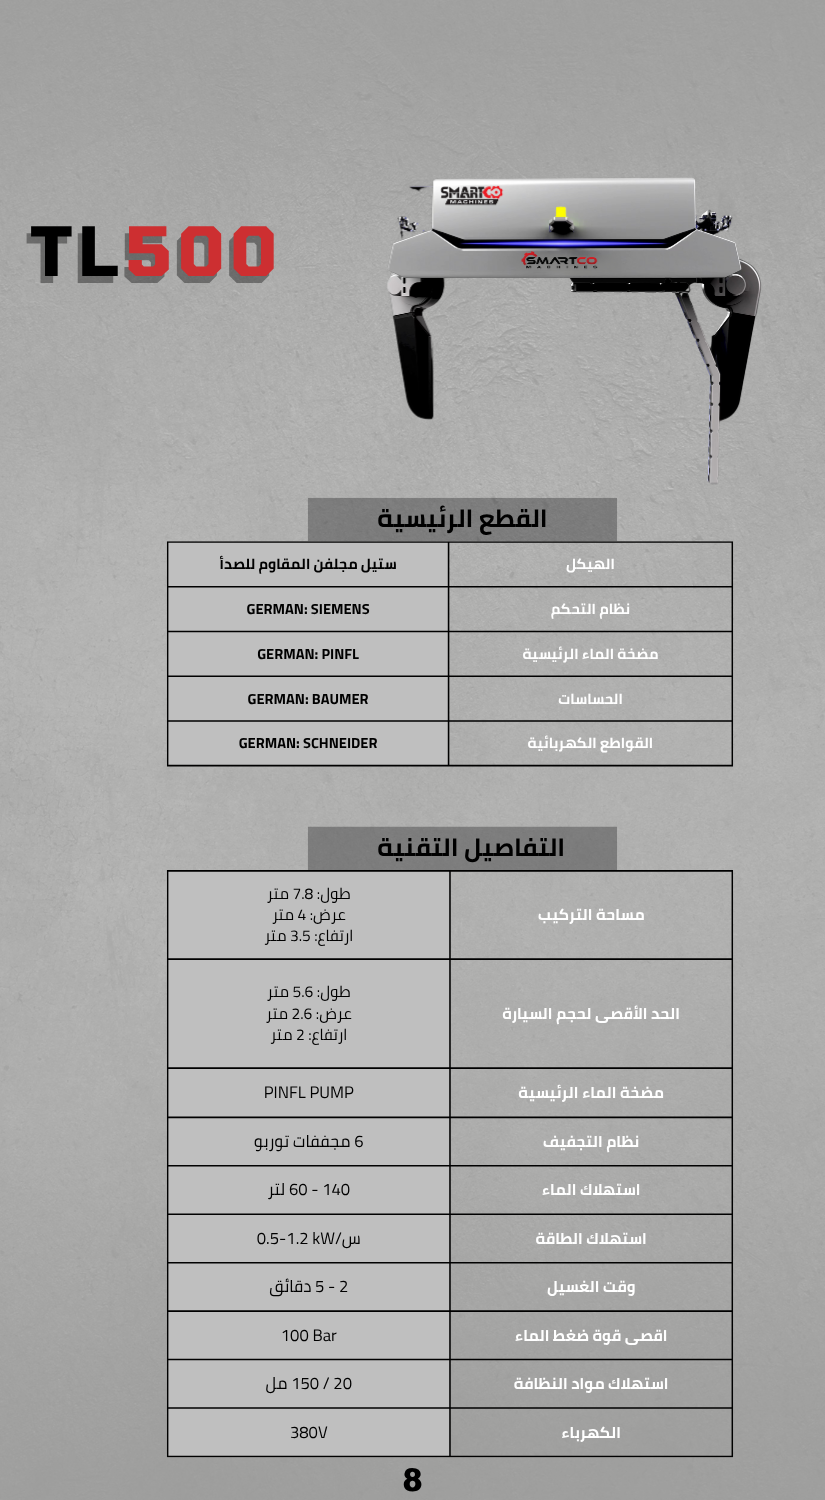 SMARTCO
MACHINES
TL500
SMARTCO
MACHINES
القطع الرئيسية
الهيكل
ستيل مجلفن المقاوم للصدأ
نظام التحكم
GERMAN: SIEMENS
مضخة الماء الرئيسية
GERMAN: PINFL
الحساسات
GERMAN: BAUMER
القواطع الكهربائية
GERMAN: SCHNEIDER
التفاصيل التقنية
مساحة التركيب
طول: 7.8 متر
عرض: 4 متر
ارتفاع: 3.5 متر
الحد الأقصى لحجم السيارة
طول: 5.6 متر
عرض: 2.6 متر
ارتفاع: 2 متر
مضخة الماء الرئيسية
PINFL PUMP
نظام التجفيف
6 مجففات توربو
استهلاك الماء
60 - 140 لتر
استهلاك الطاقة
0.5-1.2 kW/س
وقت الغسيل
2 - 5 دقائق
اقصى قوة ضغط الماء
100 Bar
استهلاك مواد النظافة
20 / 150 مل
الكهرباء
380V
8